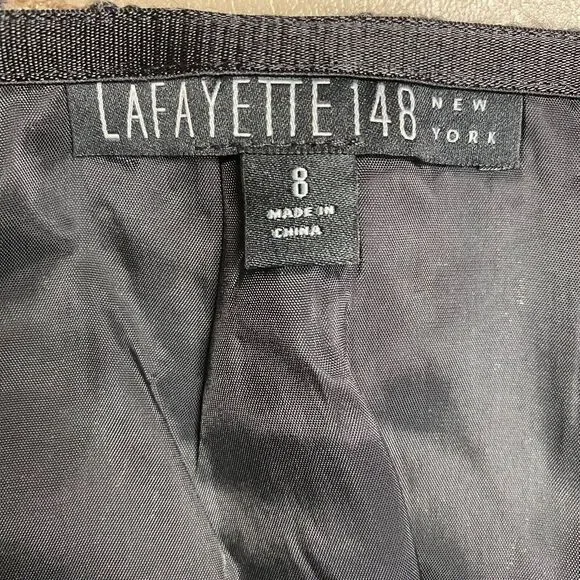 LAFAYETTE 148 NEW YORK
8
MADE IN
CHINA